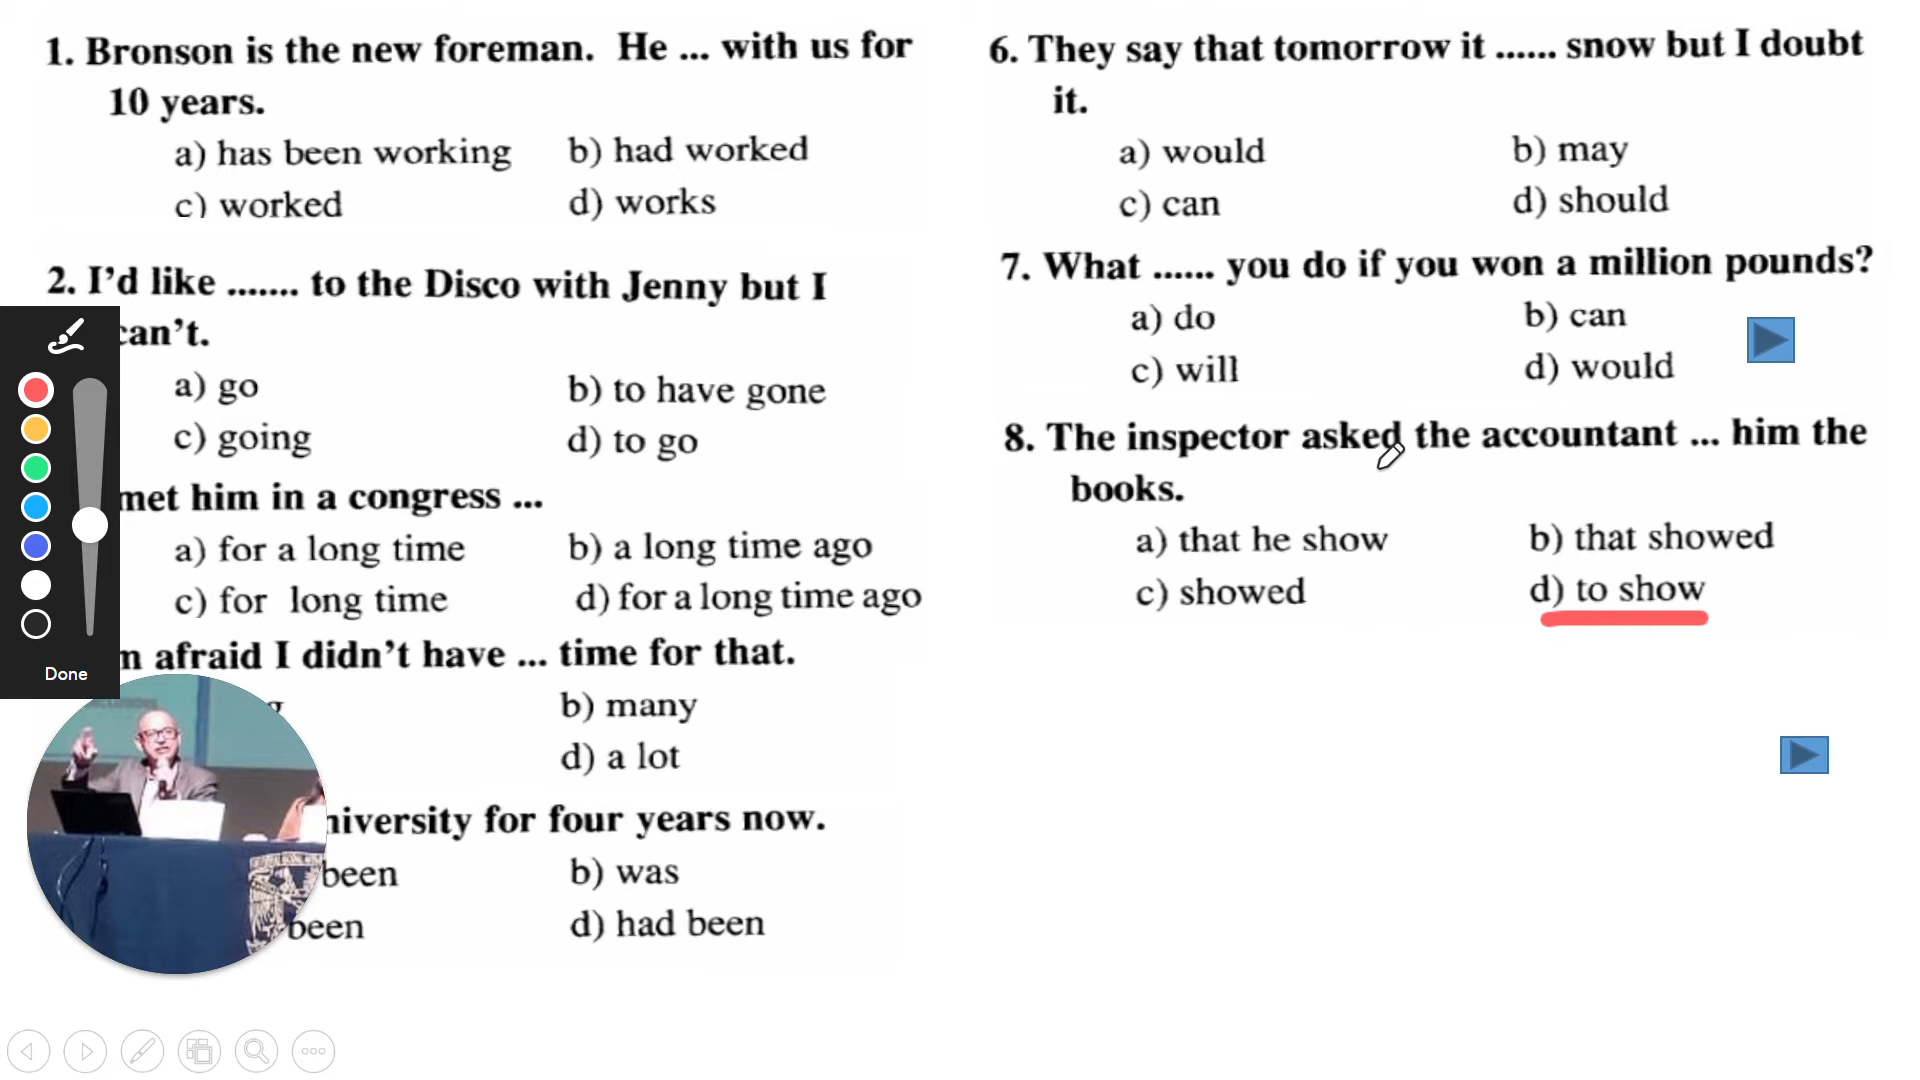 1. Bronson is the new foreman. He ... with us for
10 years.
a) has been working b) had worked
c) worked d) works
2. I'd like ....... to the Disco with Jenny but I
can't.
a) go b) to have gone
c) going d) to go
met him in a congress ...
a) for a long time b) a long time ago
c) for long time d) for a long time ago
afraid I didn't have ... time for that.
b) many
d) a lot
university for four years now.
been b) was
been d) had been
6. They say that tomorrow it ...... snow but I doubt
it.
a) would b) may
c) can d) should
7. What ...... you do if you won a million pounds?
a) do b) can
c) will d) would
8. The inspector asked the accountant ... him the
books.
a) that he show b) that showed
c) showed d) to show
Done